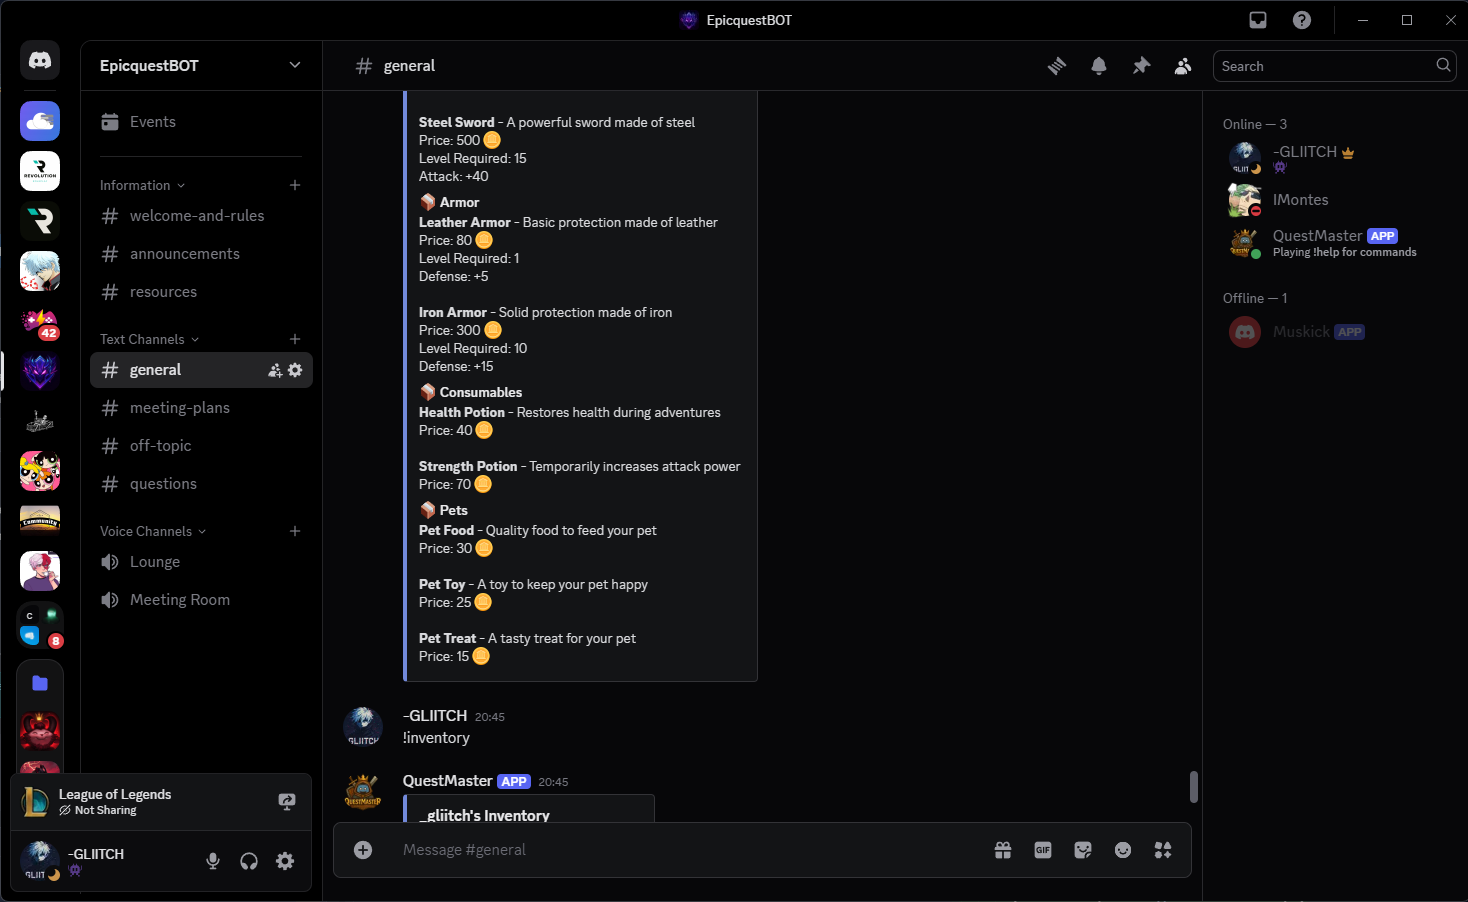 EpicquestBOT
EpicquestBOT
general
Search
Events
Information
welcome-and-rules
announcements
resources
Text Channels
general
meeting-plans
off-topic
questions
Voice Channels
Lounge
Meeting Room
REVOLUTION
42
Community
C
8
League of Legends
Not Sharing
-GLIITCH
GLIIT
Steel Sword - A powerful sword made of steel
Price: 500
Level Required: 15
Attack: +40
Armor
Leather Armor - Basic protection made of leather
Price: 80
Level Required: 1
Defense: +5
Iron Armor - Solid protection made of iron
Price: 300
Level Required: 10
Defense: +15
Consumables
Health Potion - Restores health during adventures
Price: 40
Strength Potion - Temporarily increases attack power
Price: 70
Pets
Pet Food - Quality food to feed your pet
Price: 30
Pet Toy - A toy to keep your pet happy
Price: 25
Pet Treat - A tasty treat for your pet
Price: 15
-GLIITCH 20:45
GLIITCH
!inventory
QuestMaster APP 20:45
QUESTMASTER
_gliitch's Inventory
Message #general
GIF
Online — 3
-GLIITCH
GLIIT
IMontes
QuestMaster APP
Playing !help for commands
Offline — 1
Muskick APP